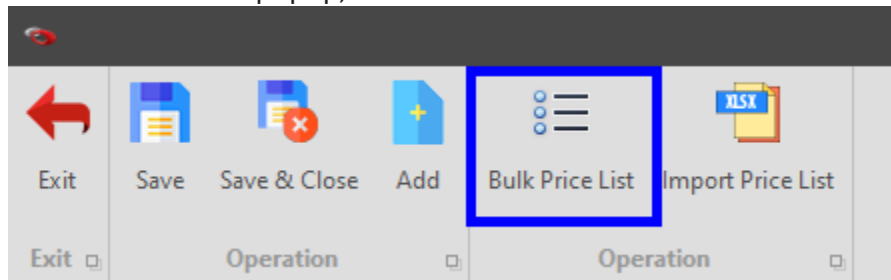 XLSX
Exit Save Save & Close Add Bulk Price List Import Price List
Exit Operation Operation